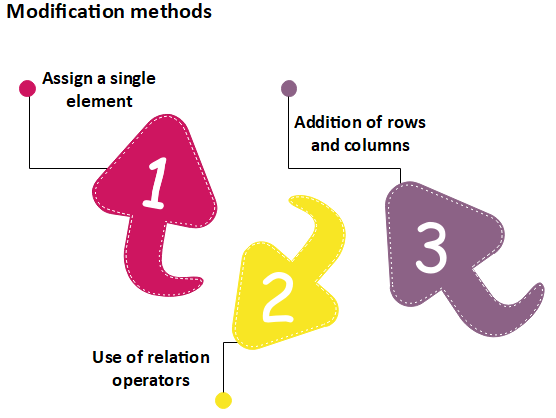 Modification methods
Assign a single
element
1
Addition of rows
and columns
3
2
Use of relation
operators